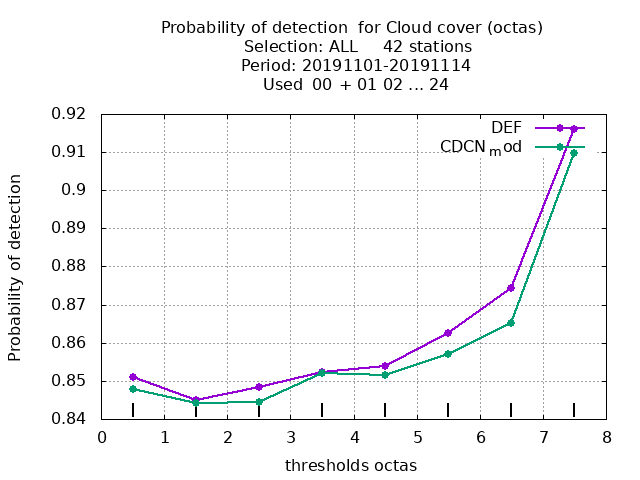 Probability of detection  for Cloud cover (octas)
Selection: ALL     42 stations
Period: 20191101-20191114
Used  00  + 01 02 ... 24
Probability of detection
0.92
0.91
0.9
0.89
0.88
0.87
0.86
0.85
0.84
DEF
CDCNmod
0 1 2 3 4 5 6 7 8
thresholds octas